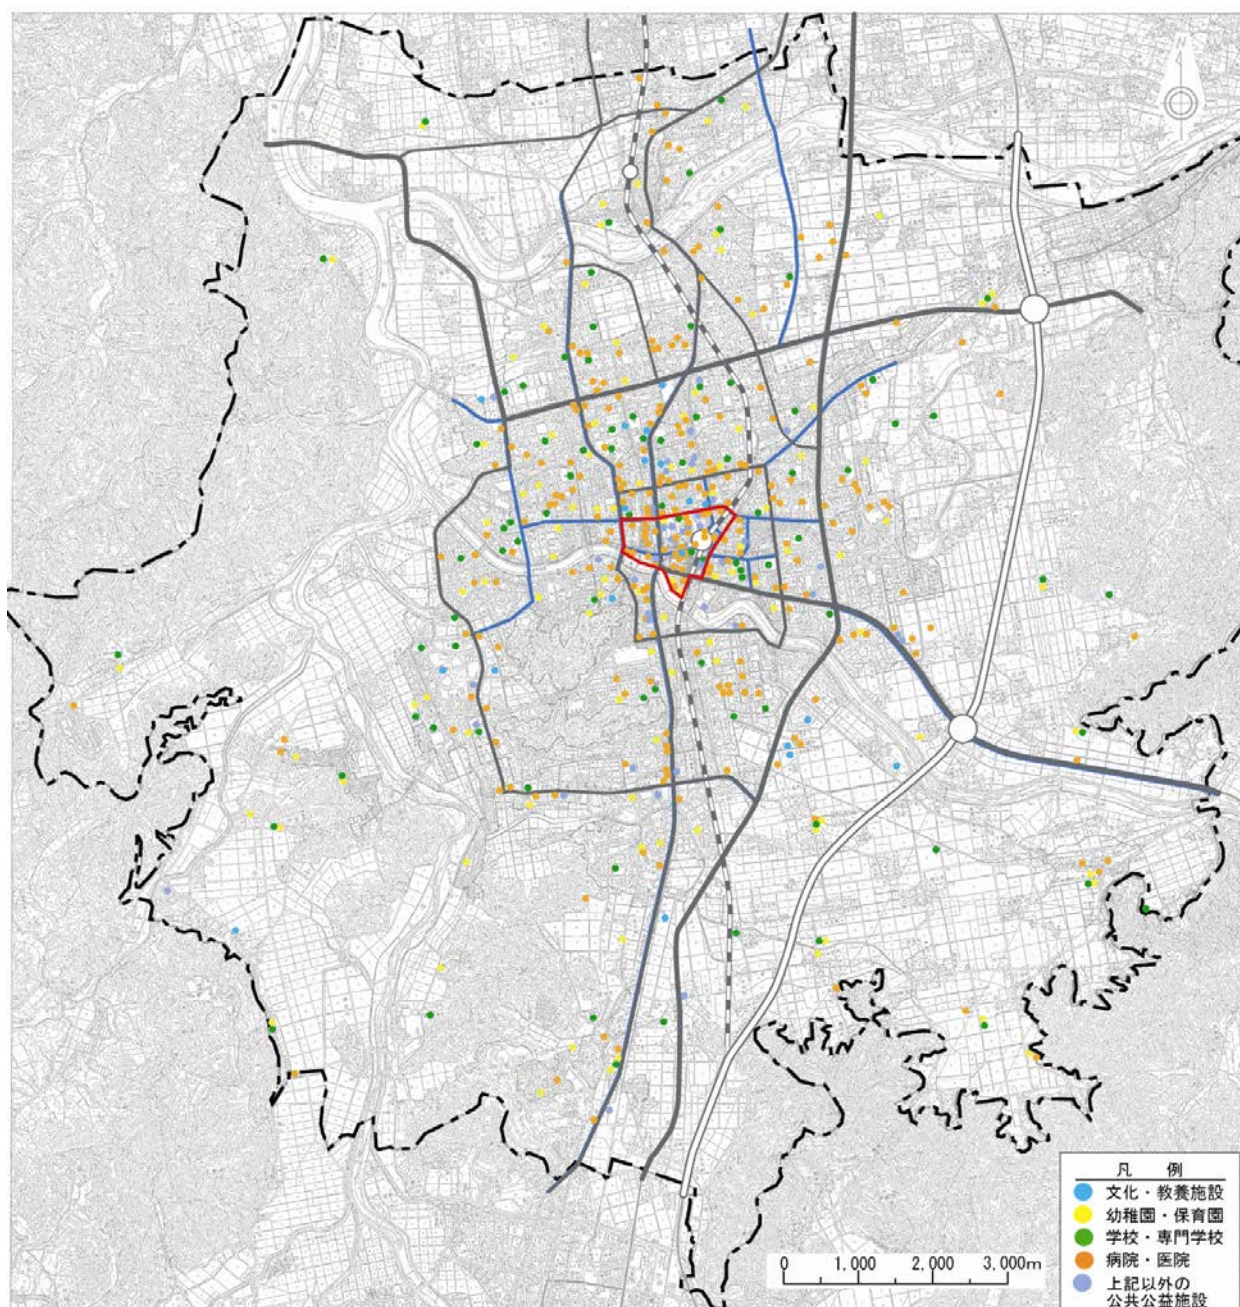 N
0 1,000 2,000 3,000m
凡 例
文化・教養施設
幼稚園・保育園
学校・専門学校
病院・医院
上記以外の
公共公益施設